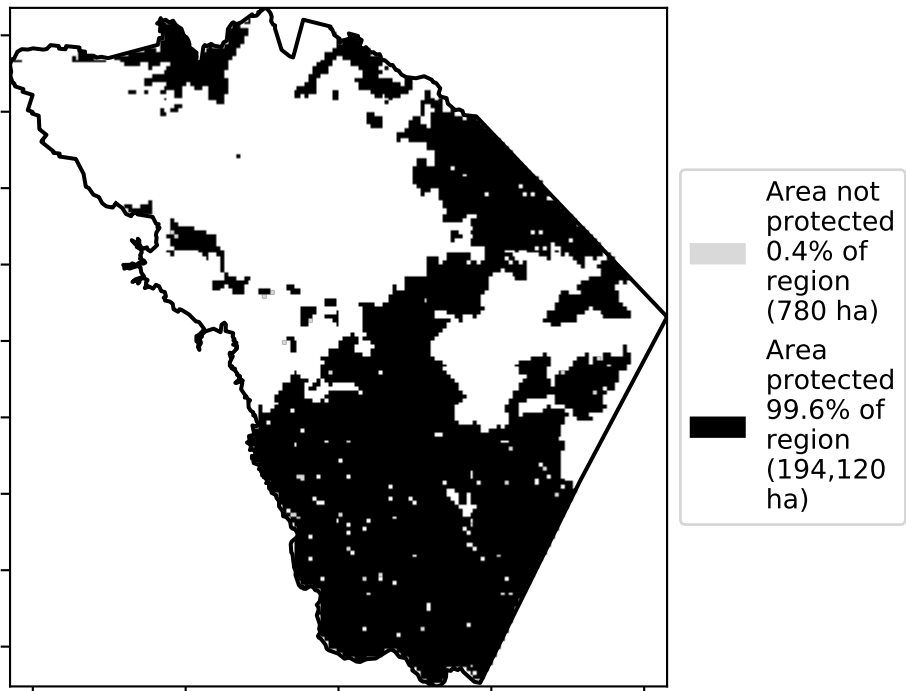 Area not
protected
0.4% of
region
(780 ha)
Area
protected
99.6% of
region
(194,120
ha)